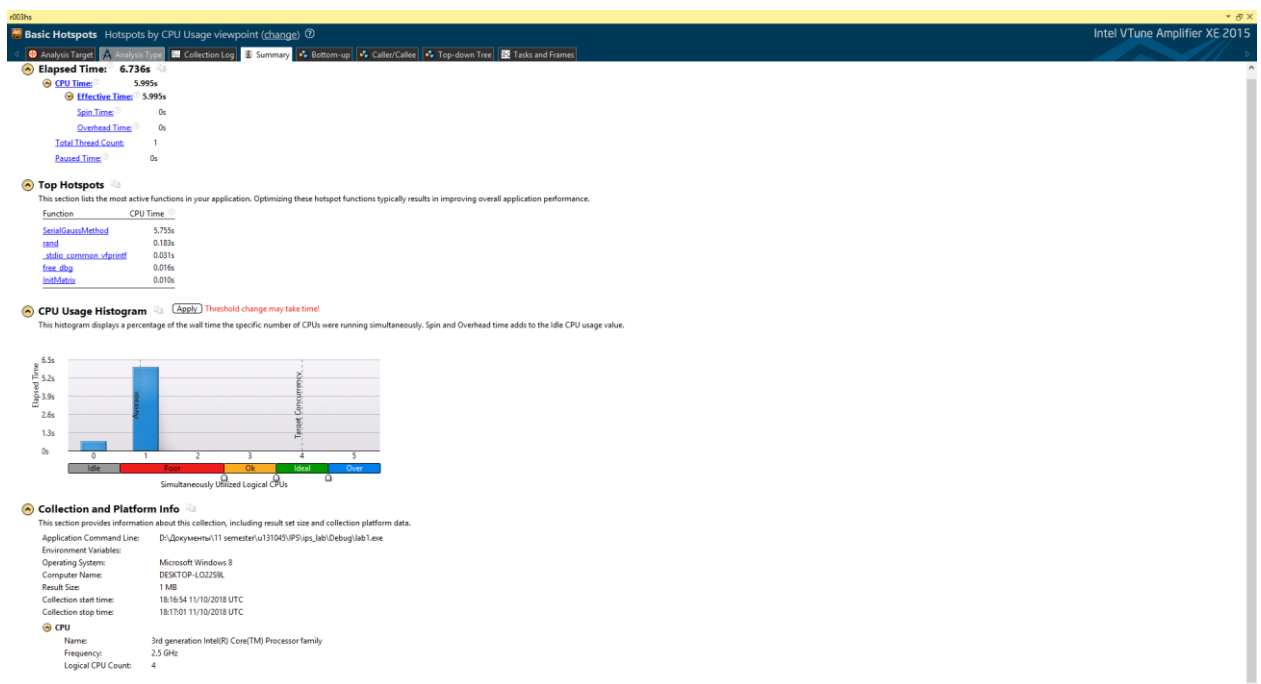 r003hs
Basic Hotspots Hotspots by CPU Usage viewpoint (change) Intel VTune Amplifier XE 2015
Analysis Target Analysis Type Collection Log Summary Bottom-up Caller/Callee Top-down Tree Tasks and Frames
Elapsed Time: 6.736s
CPU Time: 5.995s
Effective Time: 5.995s
Spin Time: 0s
Overhead Time: 0s
Total Thread Count: 1
Paused Time: 0s
Top Hotspots
This section lists the most active functions in your application. Optimizing these hotspot functions typically results in improving overall application performance.
Function CPU Time
SerialGaussMethod 5.755s
rand 0.183s
_stdio_common_vfprintf 0.031s
free_dbg 0.016s
InitMatrix 0.010s
CPU Usage Histogram Apply Threshold change may take time!
This histogram displays a percentage of the wall time the specific number of CPUs were running simultaneously. Spin and Overhead time adds to the Idle CPU usage value.
Elapsed Time
6.5s
5.2s
3.9s
2.6s
1.3s
0s
Average
Target Concurrency
0 1 2 3 4 5
Idle Poor Ok Ideal Over
Simultaneously Utilized Logical CPUs
Collection and Platform Info
This section provides information about this collection, including result set size and collection platform data.
Application Command Line: D:\Документы\11 semester\u131045\IPS\ips_lab\Debug\lab1.exe
Environment Variables:
Operating System: Microsoft Windows 8
Computer Name: DESKTOP-LO22S9L
Result Size: 1 MB
Collection start time: 18:16:54 11/10/2018 UTC
Collection stop time: 18:17:01 11/10/2018 UTC
CPU
Name: 3rd generation Intel(R) Core(TM) Processor family
Frequency: 2.5 GHz
Logical CPU Count: 4